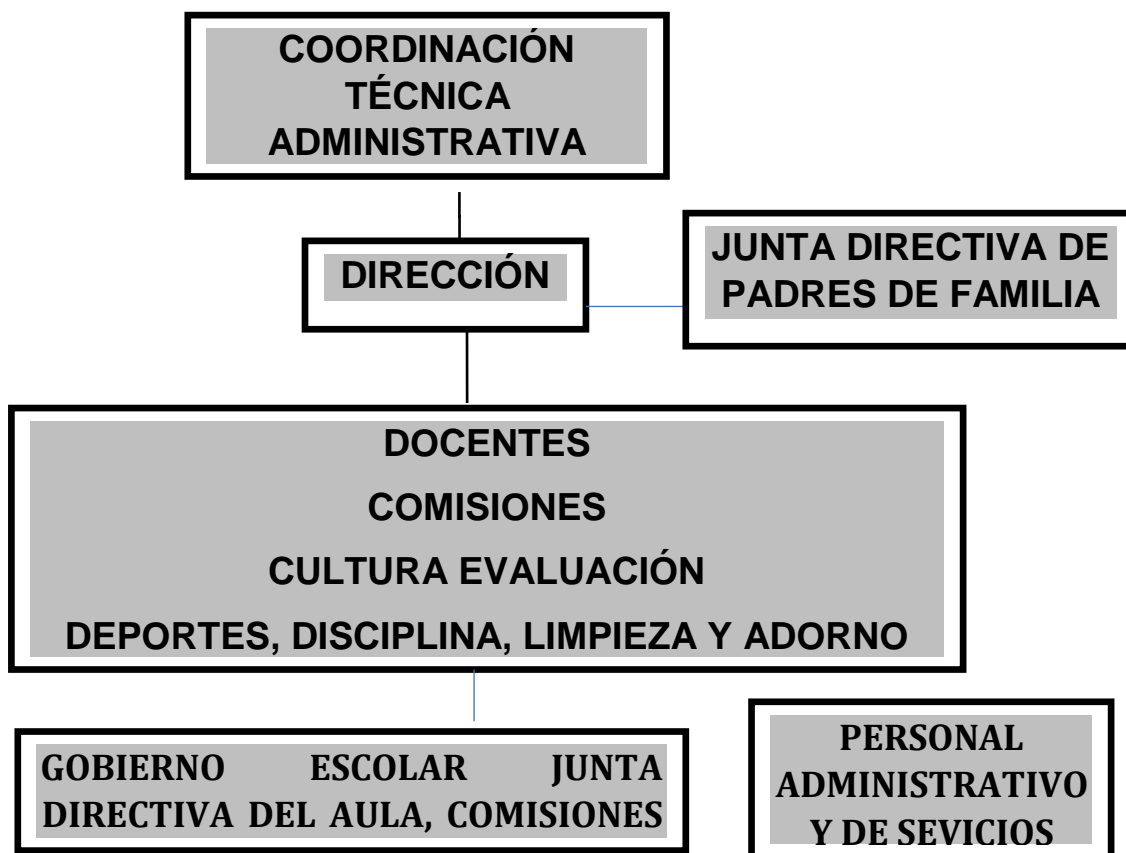 COORDINACIÓN
TÉCNICA
ADMINISTRATIVA
DIRECCIÓN
JUNTA DIRECTIVA DE
PADRES DE FAMILIA
DOCENTES
COMISIONES
CULTURA EVALUACIÓN
DEPORTES, DISCIPLINA, LIMPIEZA Y ADORNO
GOBIERNO ESCOLAR JUNTA
DIRECTIVA DEL AULA, COMISIONES
PERSONAL
ADMINISTRATIVO
Y DE SEVICIOS